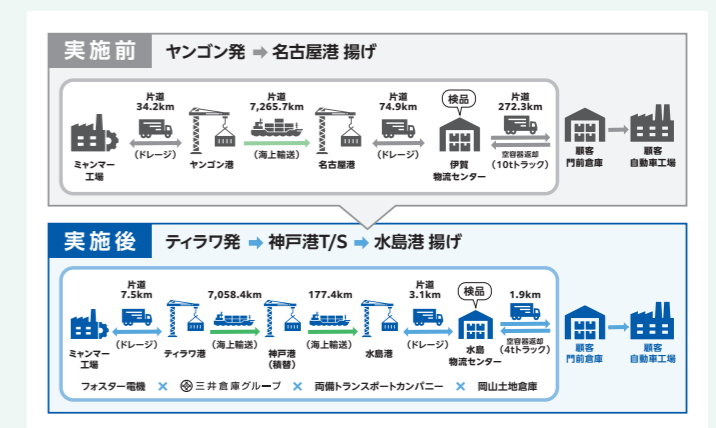 実施前 ヤンゴン発 ➡ 名古屋港 揚げ
片道
34.2km
(ドレージ)
片道
7,265.7km
(海上輸送)
片道
74.9km
(ドレージ)
検品
片道
272.3km
空容器返却
(10tトラック)
ミャンマー
工場
ヤンゴン港
名古屋港
伊賀
物流センター
顧客
門前倉庫
顧客
自動車工場
実施後 ティラワ発 ➡ 神戸港T/S ➡ 水島港 揚げ
片道
7.5km
(ドレージ)
7,058.4km
(海上輸送)
177.4km
(海上輸送)
片道
3.1km
(ドレージ)
検品
1.9km
空容器返却
(4tトラック)
ミャンマー
工場
ティラワ港
神戸港
(積替)
水島港
水島
物流センター
顧客
門前倉庫
顧客
自動車工場
フォスター電機 × 三井倉庫グループ × 両備トランスポートカンパニー × 岡山土地倉庫